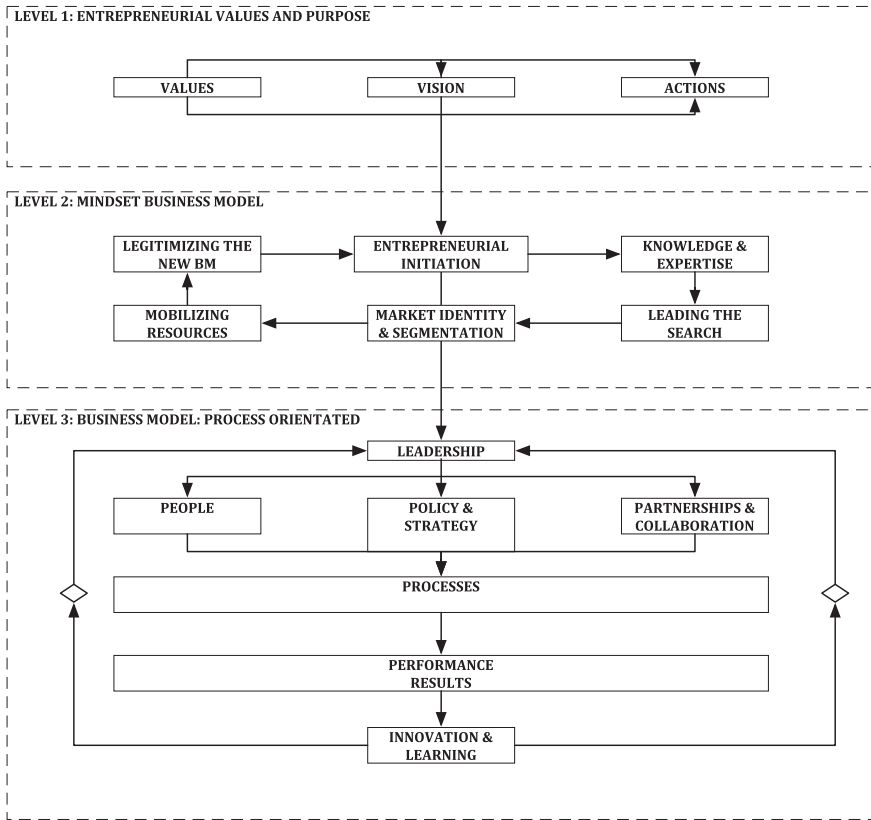 LEVEL 1: ENTREPRENEURIAL VALUES AND PURPOSE
VALUES
VISION
ACTIONS
LEVEL 2: MINDSET BUSINESS MODEL
LEGITIMIZING THE
NEW BM
ENTREPRENEURIAL
INITIATION
KNOWLEDGE &
EXPERTISE
MOBILIZING
RESOURCES
MARKET IDENTITY
& SEGMENTATION
LEADING THE
SEARCH
LEVEL 3: BUSINESS MODEL: PROCESS ORIENTATED
LEADERSHIP
PEOPLE
POLICY &
STRATEGY
PARTNERSHIPS &
COLLABORATION
PROCESSES
PERFORMANCE
RESULTS
INNOVATION &
LEARNING